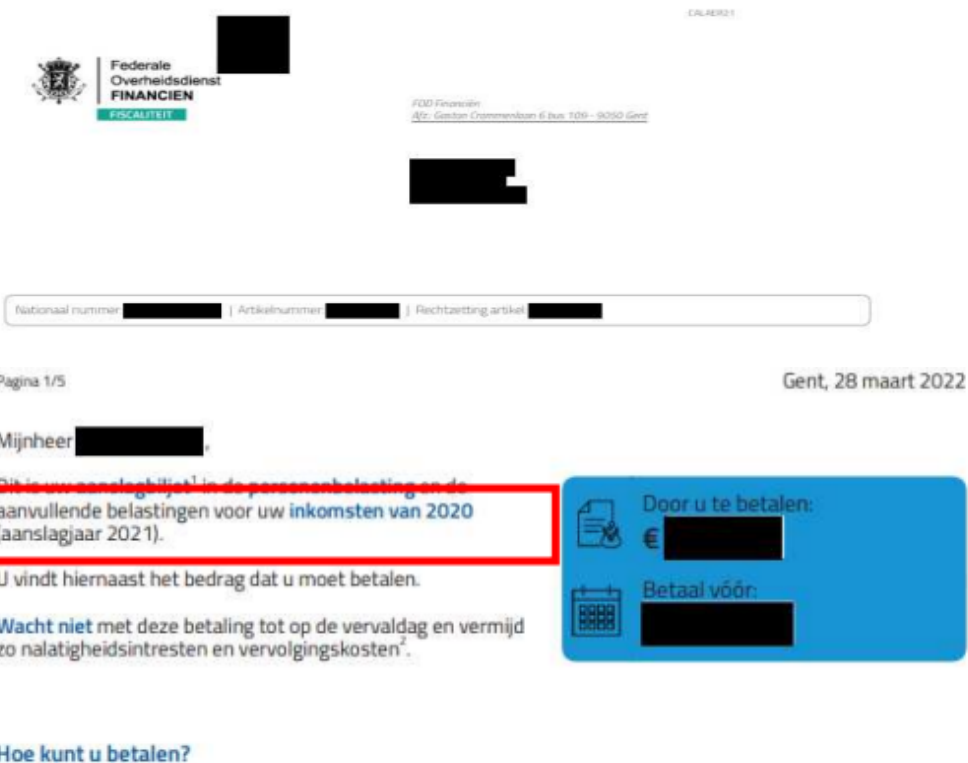 CALAER21
Federale
Overheidsdienst
FINANCIEN
FISCALITEIT
FOD Financiën
Afz: Gaston Crommenlaan 6 bus 109 - 9050 Gent
Nationaal nummer | Artikelnummer | Rechtzetting artikel
Pagina 1/5
Gent, 28 maart 2022
Mijnheer ,
Dit is uw aanslagbiljet¹ in de personenbelasting en de
aanvullende belastingen voor uw inkomsten van 2020
(aanslagjaar 2021).
U vindt hiernaast het bedrag dat u moet betalen.
Wacht niet met deze betaling tot op de vervaldag en vermijd
zo nalatigheidsintresten en vervolgingskosten².
Door u te betalen:
€
Betaal vóór:
Hoe kunt u betalen?